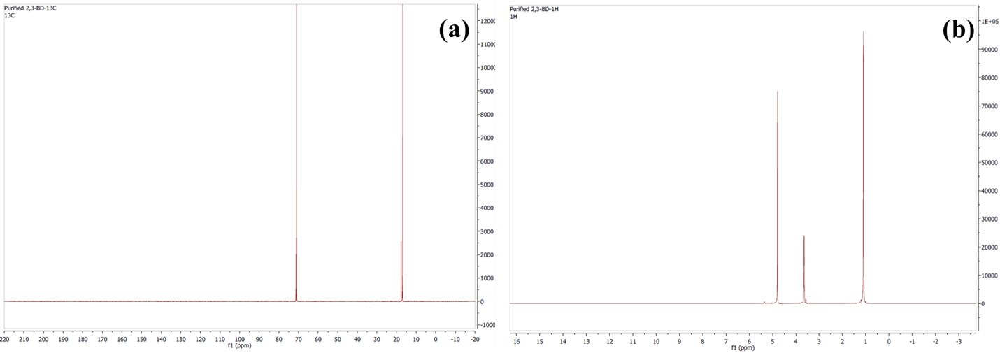 Purified 2,3-BD-13C
13C
(a)
12000
11000
10000
9000
8000
7000
6000
5000
4000
3000
2000
1000
0
-1000
220 210 200 190 180 170 160 150 140 130 120 110 100 90 80 70 60 50 40 30 20 10 0 -10 -20
f1 (ppm)
Purified 2,3-BD-1H
1H
(b)
1E+05
90000
80000
70000
60000
50000
40000
30000
20000
10000
0
16 15 14 13 12 11 10 9 8 7 6 5 4 3 2 1 0 -1 -2 -3
f1 (ppm)